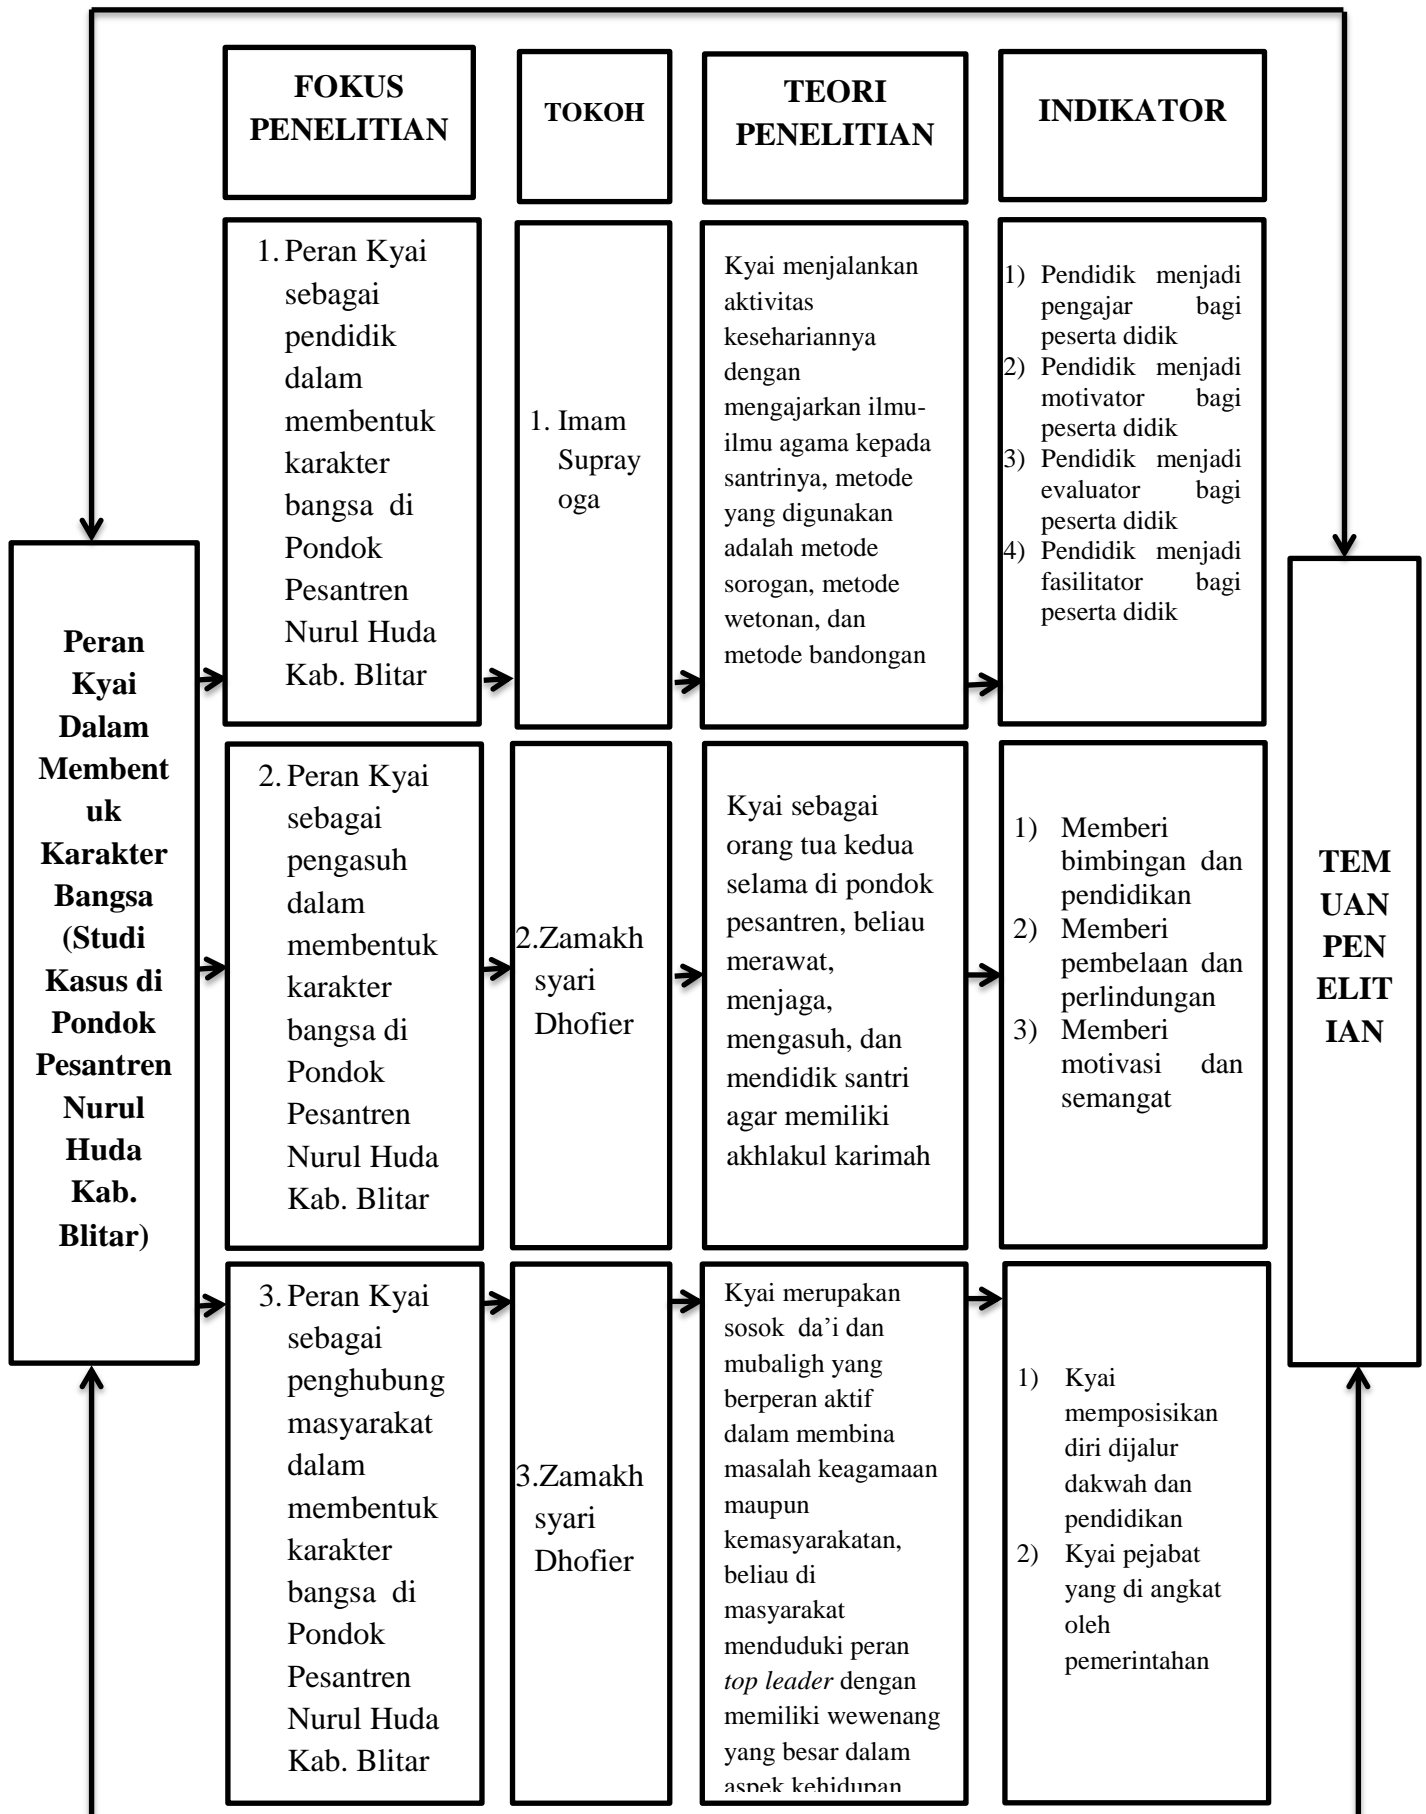 FOKUS
PENELITIAN
TOKOH
TEORI
PENELITIAN
INDIKATOR
Peran
Kyai
Dalam
Membent
uk
Karakter
Bangsa
(Studi
Kasus di
Pondok
Pesantren
Nurul
Huda
Kab.
Blitar)
1. Peran Kyai
sebagai
pendidik
dalam
membentuk
karakter
bangsa di
Pondok
Pesantren
Nurul Huda
Kab. Blitar
1. Imam
Supray
oga
Kyai menjalankan
aktivitas
kesehariannya
dengan
mengajarkan ilmu-
ilmu agama kepada
santrinya, metode
yang digunakan
adalah metode
sorogan, metode
wetonan, dan
metode bandongan
1) Pendidik menjadi
pengajar bagi
peserta didik
2) Pendidik menjadi
motivator bagi
peserta didik
3) Pendidik menjadi
evaluator bagi
peserta didik
4) Pendidik menjadi
fasilitator bagi
peserta didik
2. Peran Kyai
sebagai
pengasuh
dalam
membentuk
karakter
bangsa di
Pondok
Pesantren
Nurul Huda
Kab. Blitar
2.Zamakh
syari
Dhofier
Kyai sebagai
orang tua kedua
selama di pondok
pesantren, beliau
merawat,
menjaga,
mengasuh, dan
mendidik santri
agar memiliki
akhlakul karimah
1) Memberi
bimbingan dan
pendidikan
2) Memberi
pembelaan dan
perlindungan
3) Memberi
motivasi dan
semangat
3. Peran Kyai
sebagai
penghubung
masyarakat
dalam
membentuk
karakter
bangsa di
Pondok
Pesantren
Nurul Huda
Kab. Blitar
3.Zamakh
syari
Dhofier
Kyai merupakan
sosok da’i dan
mubaligh yang
berperan aktif
dalam membina
masalah keagamaan
maupun
kemasyarakatan,
beliau di
masyarakat
menduduki peran
top leader dengan
memiliki wewenang
yang besar dalam
aspek kehidupan
1) Kyai
memposisikan
diri dijalur
dakwah dan
pendidikan
2) Kyai pejabat
yang di angkat
oleh
pemerintahan
TEM
UAN
PEN
ELIT
IAN